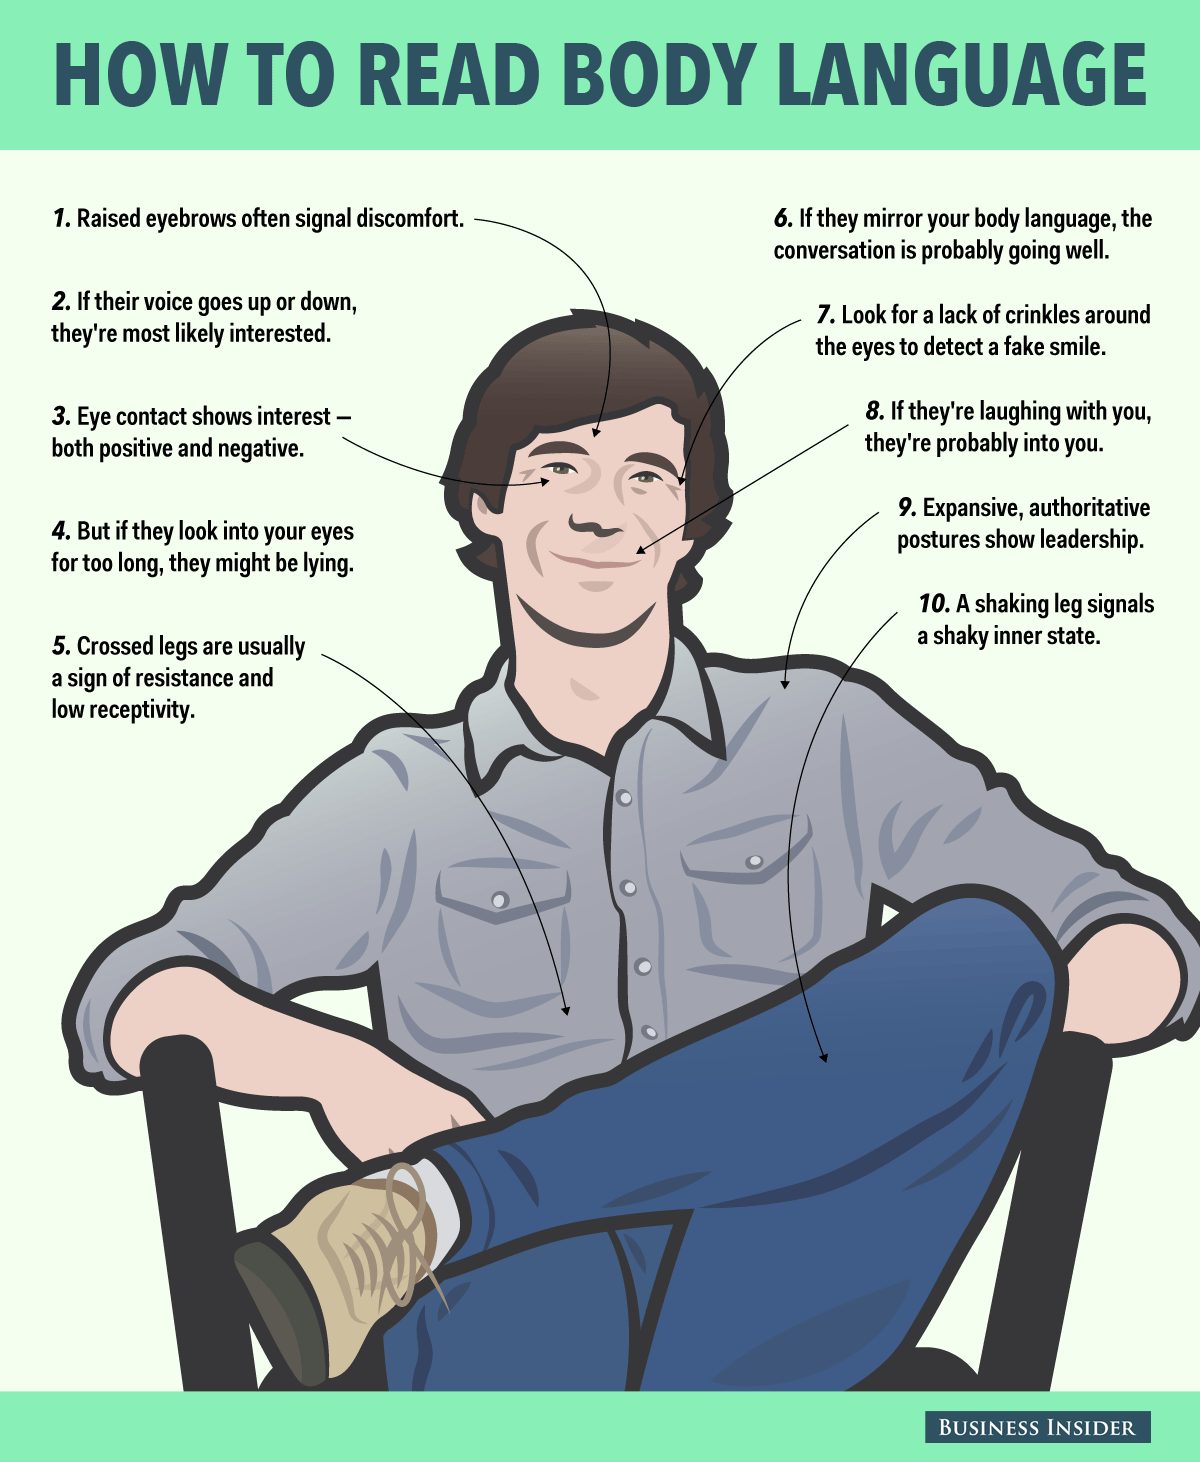 HOW TO READ BODY LANGUAGE
1. Raised eyebrows often signal discomfort.
2. If their voice goes up or down,
they're most likely interested.
3. Eye contact shows interest –
both positive and negative.
4. But if they look into your eyes
for too long, they might be lying.
5. Crossed legs are usually
a sign of resistance and
low receptivity.
6. If they mirror your body language, the
conversation is probably going well.
7. Look for a lack of crinkles around
the eyes to detect a fake smile.
8. If they're laughing with you,
they're probably into you.
9. Expansive, authoritative
postures show leadership.
10. A shaking leg signals
a shaky inner state.
BUSINESS INSIDER